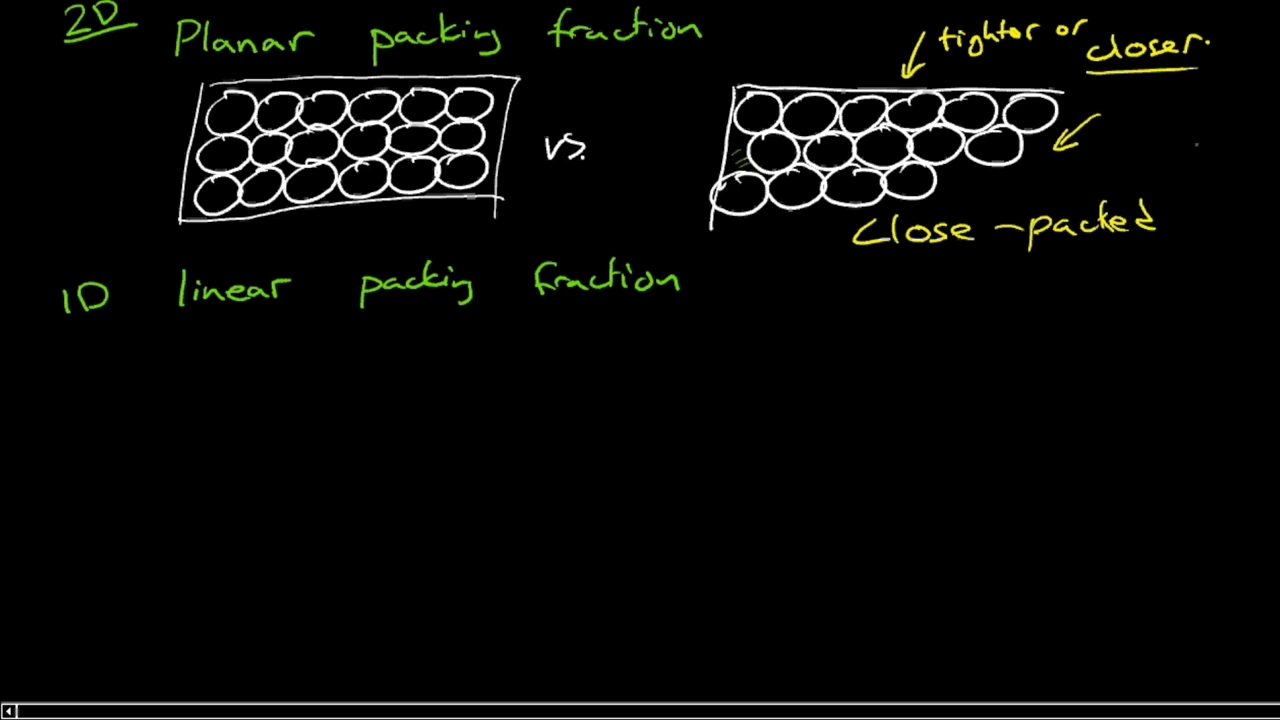 2D Planar packing fraction
tighter or closer.
vs.
close-packed
1D linear packing fraction